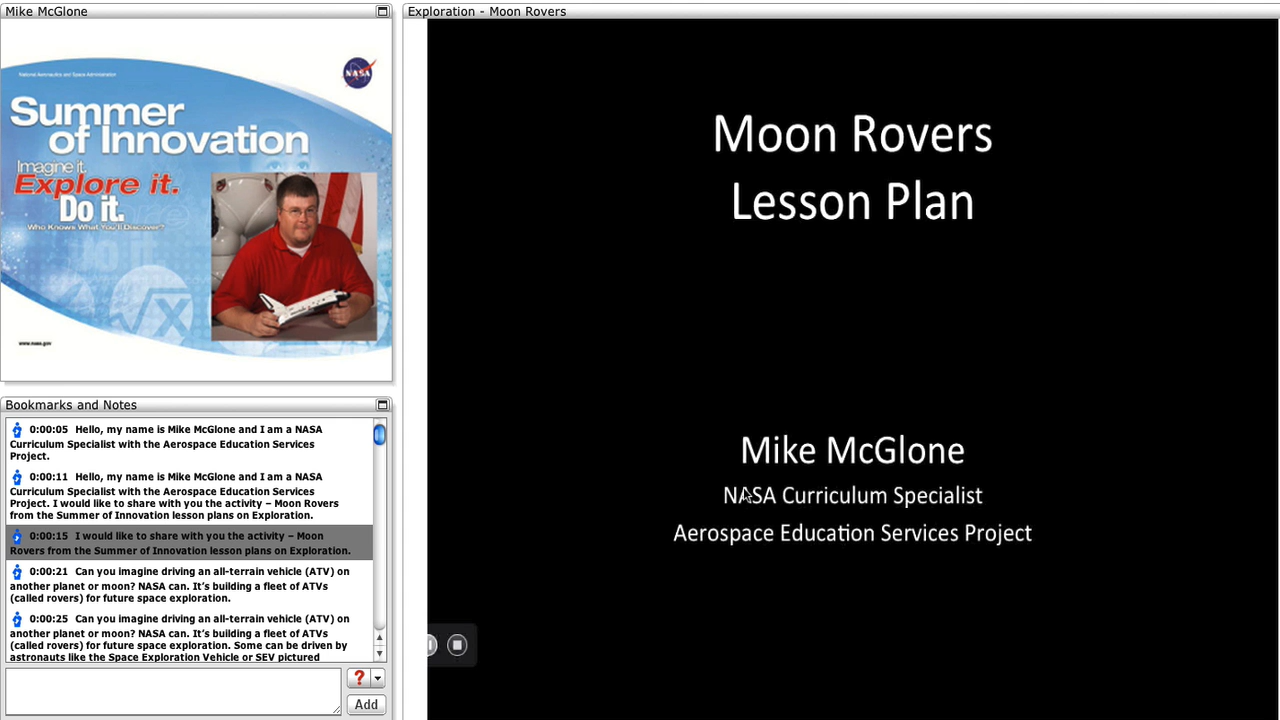 Mike McGlone
National Aeronautics and Space Administration
NASA
Summer
of Innovation
Imagine it.
Explore it.
Do it.
Who Knows What You'll Discover?
www.nasa.gov
Bookmarks and Notes
0:00:05 Hello, my name is Mike McGlone and I am a NASA
Curriculum Specialist with the Aerospace Education Services
Project.
0:00:11 Hello, my name is Mike McGlone and I am a NASA
Curriculum Specialist with the Aerospace Education Services
Project. I would like to share with you the activity – Moon Rovers
from the Summer of Innovation lesson plans on Exploration.
0:00:15 I would like to share with you the activity – Moon
Rovers from the Summer of Innovation lesson plans on Exploration.
0:00:21 Can you imagine driving an all-terrain vehicle (ATV) on
another planet or moon? NASA can. It's building a fleet of ATVs
(called rovers) for future space exploration.
0:00:25 Can you imagine driving an all-terrain vehicle (ATV) on
another planet or moon? NASA can. It's building a fleet of ATVs
(called rovers) for future space exploration. Some can be driven by
astronauts like the Space Exploration Vehicle or SEV pictured
?
Add
Exploration - Moon Rovers
Moon Rovers
Lesson Plan
Mike McGlone
NASA Curriculum Specialist
Aerospace Education Services Project